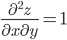 ∂²z/∂x∂y = 1